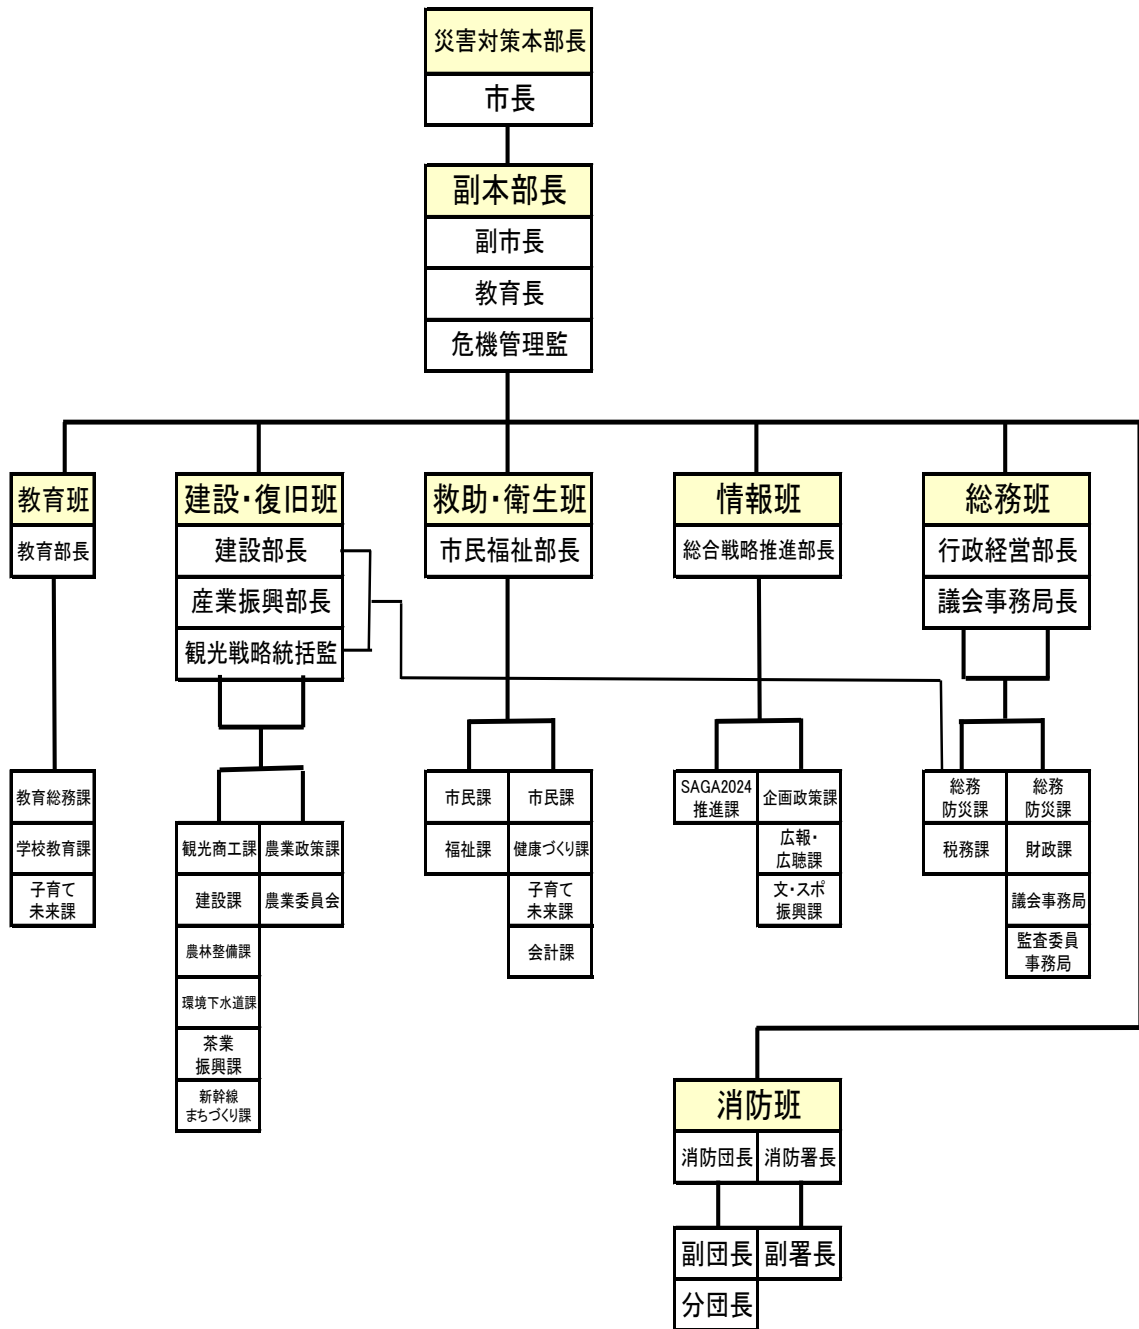 災害対策本部長
市長
副本部長
副市長
教育長
危機管理監
教育班
教育部長
教育総務課
学校教育課
子育て
未来課
建設・復旧班
建設部長
産業振興部長
観光戦略統括監
観光商工課
建設課
農林整備課
環境下水道課
茶業
振興課
新幹線
まちづくり課
農業政策課
農業委員会
救助・衛生班
市民福祉部長
市民課
福祉課
市民課
健康づくり課
子育て
未来課
会計課
情報班
総合戦略推進部長
SAGA2024
推進課
企画政策課
広報・
広聴課
文・スポ
振興課
総務班
行政経営部長
議会事務局長
総務
防災課
税務課
総務
防災課
財政課
議会事務局
監査委員
事務局
消防班
消防団長
消防署長
副団長
分団長
副署長